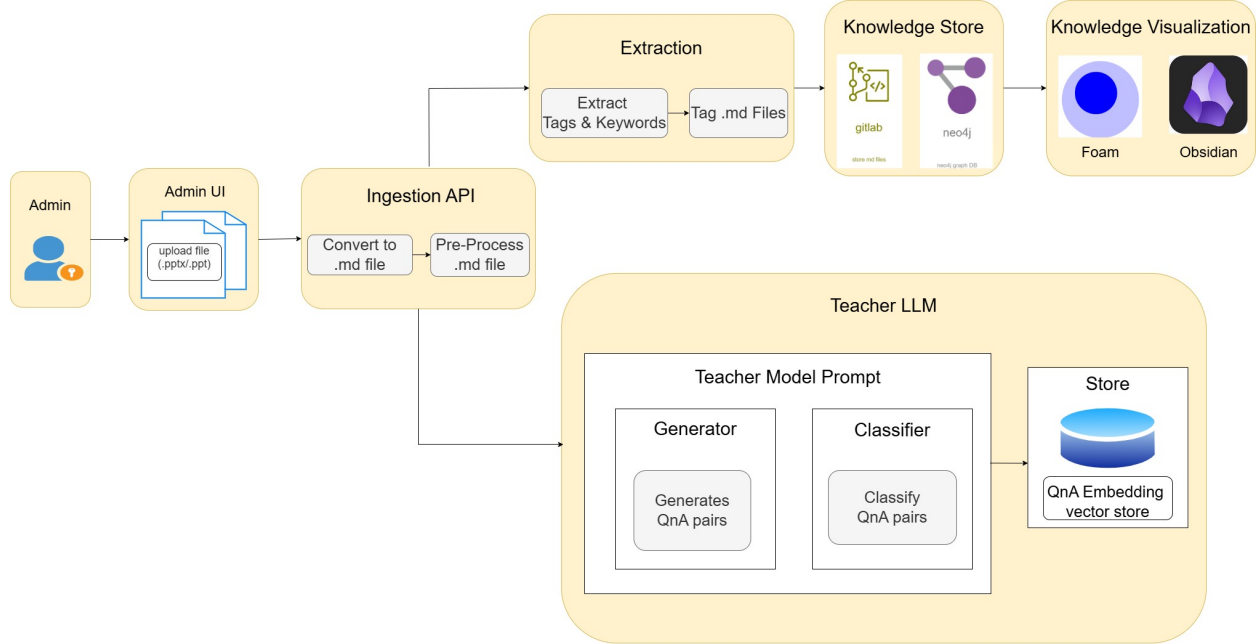 Admin
Admin UI
upload file
(.pptx/.ppt)
Ingestion API
Convert to
.md file
Pre-Process
.md file
Extraction
Extract
Tags & Keywords
Tag .md Files
Knowledge Store
gitlab
store md files
neo4j
neo4j graph DB
Knowledge Visualization
Foam
Obsidian
Teacher LLM
Teacher Model Prompt
Generator
Generates
QnA pairs
Classifier
Classify
QnA pairs
Store
QnA Embedding
vector store